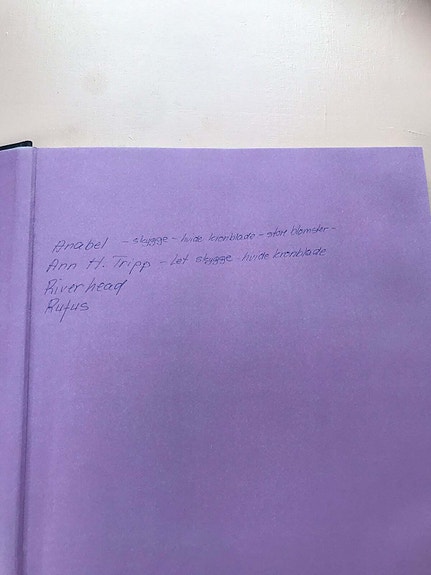 Anabel - skygge - hvide kronblade - store blomster -
Ann H. Tripp - Let skygge - hvide kronblade
Riverhead
Rufus